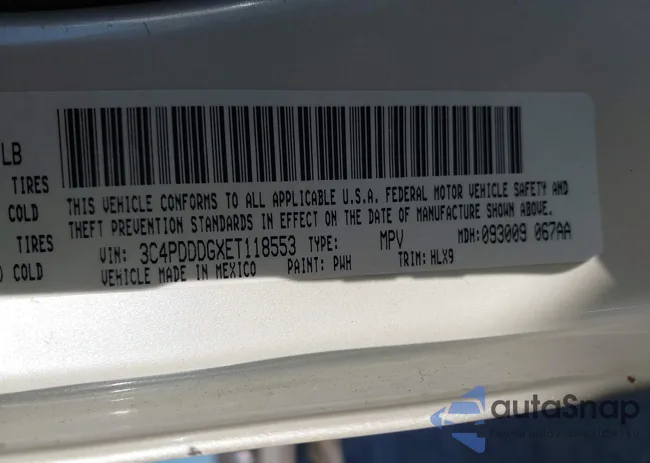 LB
TIRES
COLD
TIRES
COLD
THIS VEHICLE CONFORMS TO ALL APPLICABLE U.S.A. FEDERAL MOTOR VEHICLE SAFETY AND
THEFT PREVENTION STANDARDS IN EFFECT ON THE DATE OF MANUFACTURE SHOWN ABOVE.
VIN: 3C4PDDDGXET118553 TYPE: MPV MDH:093009 067AA
VEHICLE MADE IN MEXICO PAINT: PWH TRIM: HLX9
autoSnap